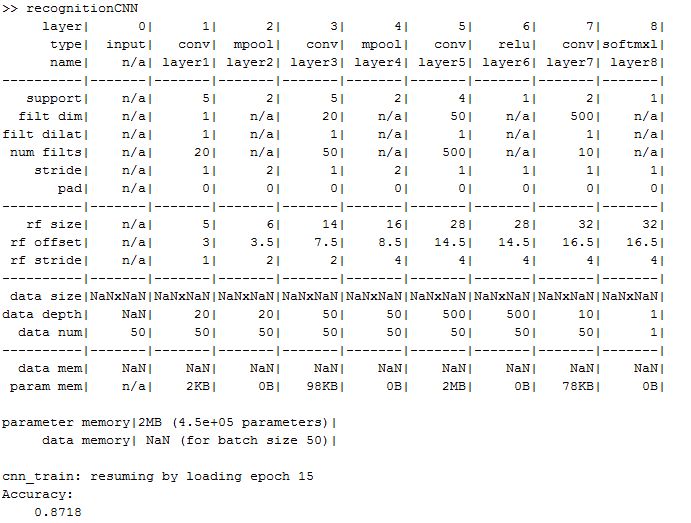 >> recognitionCNN
     layer|      0|      1|      2|      3|      4|      5|      6|      7|      8|
      type|  input|   conv|  mpool|   conv|  mpool|   conv|   relu|   conv|softmxl|
      name|    n/a| layer1| layer2| layer3| layer4| layer5| layer6| layer7| layer8|
----------|-------|-------|-------|-------|-------|-------|-------|-------|-------|
   support|    n/a|      5|      2|      5|      2|      4|      1|      2|      1|
  filt dim|    n/a|      1|    n/a|     20|    n/a|     50|    n/a|    500|    n/a|
filt dilat|    n/a|      1|    n/a|      1|    n/a|      1|    n/a|      1|    n/a|
 num filts|    n/a|     20|    n/a|     50|    n/a|    500|    n/a|     10|    n/a|
    stride|    n/a|      1|      2|      1|      2|      1|      1|      1|      1|
       pad|    n/a|      0|      0|      0|      0|      0|      0|      0|      0|
----------|-------|-------|-------|-------|-------|-------|-------|-------|-------|
   rf size|    n/a|      5|      6|     14|     16|     28|     28|     32|     32|
 rf offset|    n/a|      3|    3.5|    7.5|    8.5|   14.5|   14.5|   16.5|   16.5|
 rf stride|    n/a|      1|      2|      2|      4|      4|      4|      4|      4|
----------|-------|-------|-------|-------|-------|-------|-------|-------|-------|
 data size|NaNxNaN|NaNxNaN|NaNxNaN|NaNxNaN|NaNxNaN|NaNxNaN|NaNxNaN|NaNxNaN|NaNxNaN|
data depth|    NaN|     20|     20|     50|     50|    500|    500|     10|      1|
  data num|     50|     50|     50|     50|     50|     50|     50|     50|      1|
----------|-------|-------|-------|-------|-------|-------|-------|-------|-------|
  data mem|    NaN|    NaN|    NaN|    NaN|    NaN|    NaN|    NaN|    NaN|    NaN|
 param mem|    n/a|    2KB|     0B|   98KB|     0B|    2MB|     0B|   78KB|     0B|
parameter memory|2MB (4.5e+05 parameters)|
     data memory| NaN (for batch size 50)|
cnn_train: resuming by loading epoch 15
Accuracy:
    0.8718